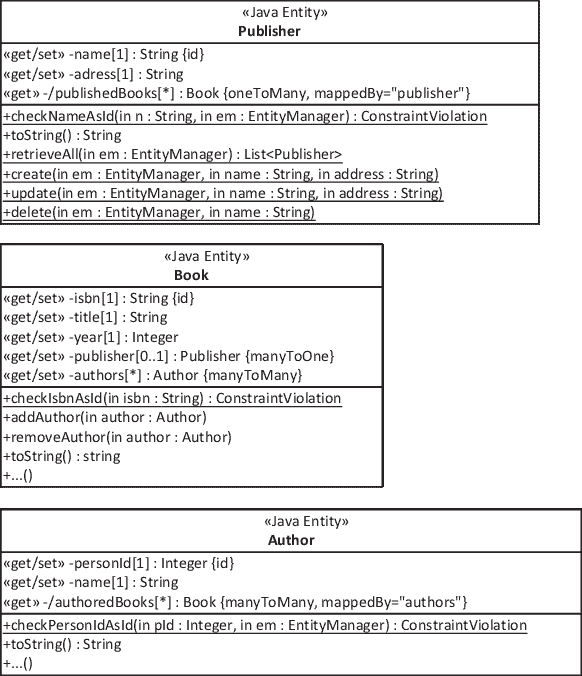 «Java Entity»
Publisher
«get/set» -name[1] : String {id}
«get/set» -adress[1] : String
«get» -/publishedBooks[*] : Book {oneToMany, mappedBy="publisher"}
+checkNameAsId(in n : String, in em : EntityManager) : ConstraintViolation
+toString() : String
+retrieveAll(in em : EntityManager) : List<Publisher>
+create(in em : EntityManager, in name : String, in address : String)
+update(in em : EntityManager, in name : String, in address : String)
+delete(in em : EntityManager, in name : String)
«Java Entity»
Book
«get/set» -isbn[1] : String {id}
«get/set» -title[1] : String
«get/set» -year[1] : Integer
«get/set» -publisher[0..1] : Publisher {manyToOne}
«get/set» -authors[*] : Author {manyToMany}
+checkIsbnAsId(in isbn : String) : ConstraintViolation
+addAuthor(in author : Author)
+removeAuthor(in author : Author)
+toString() : string
+...()
«Java Entity»
Author
«get/set» -personId[1] : Integer {id}
«get/set» -name[1] : String
«get» -/authoredBooks[*] : Book {manyToMany, mappedBy="authors"}
+checkPersonIdAsId(in pId : Integer, in em : EntityManager) : ConstraintViolation
+toString() : String
+...()